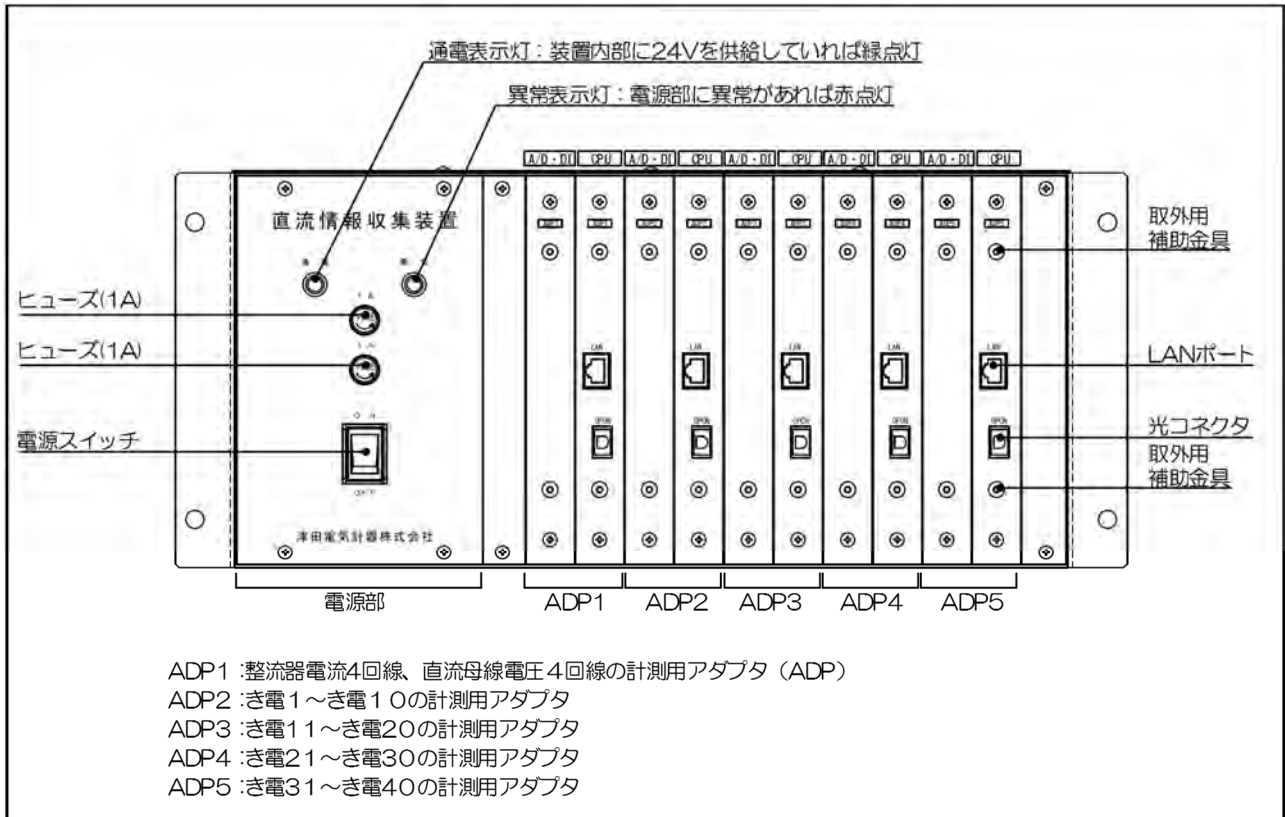 通電表示灯：装置内部に24Vを供給していれば緑点灯
異常表示灯：電源部に異常があれば赤点灯
A/D・DI CPU A/D・DI CPU A/D・DI CPU A/D・DI CPU A/D・DI CPU
直流情報収集装置
取外用
補助金具
ヒューズ(1A)
ヒューズ(1A)
LAN LAN LAN LAN LAN
LANポート
電源スイッチ
光コネクタ
取外用
補助金具
津田電気計器株式会社
電源部 ADP1 ADP2 ADP3 ADP4 ADP5
ADP1：整流器電流4回線、直流母線電圧4回線の計測用アダプタ（ADP）
ADP2：き電1～き電10の計測用アダプタ
ADP3：き電11～き電20の計測用アダプタ
ADP4：き電21～き電30の計測用アダプタ
ADP5：き電31～き電40の計測用アダプタ